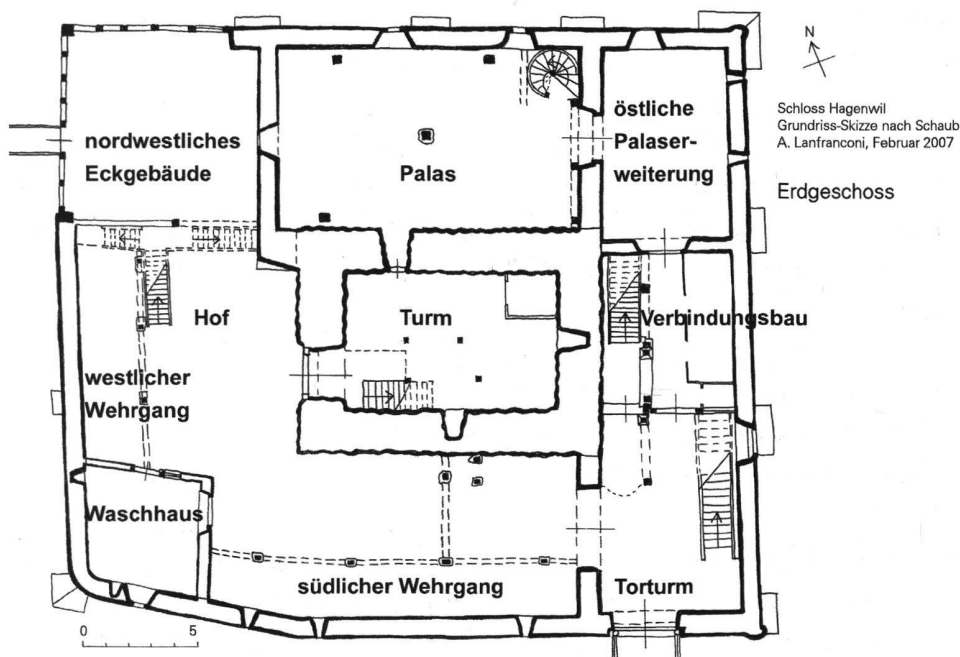 N
Schloss Hagenwil
Grundriss-Skizze nach Schaub
A. Lanfranconi, Februar 2007
Erdgeschoss
nordwestliches
Eckgebäude
Palas
östliche
Palaser-
weiterung
Hof
Turm
Verbindungsbau
westlicher
Wehrgang
Waschhaus
südlicher Wehrgang
Torturm
0 5